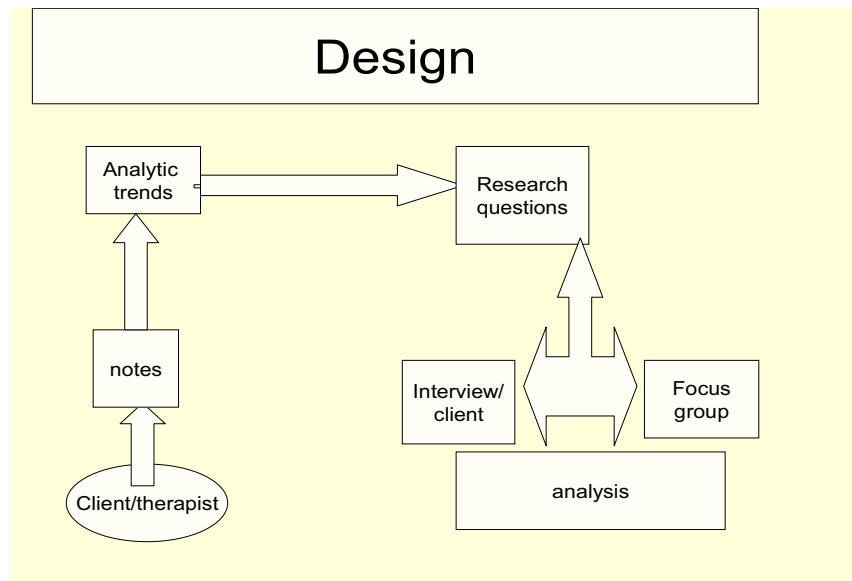 Design
Analytic
trends
Research
questions
notes
Interview/
client
Focus
group
Client/therapist
analysis